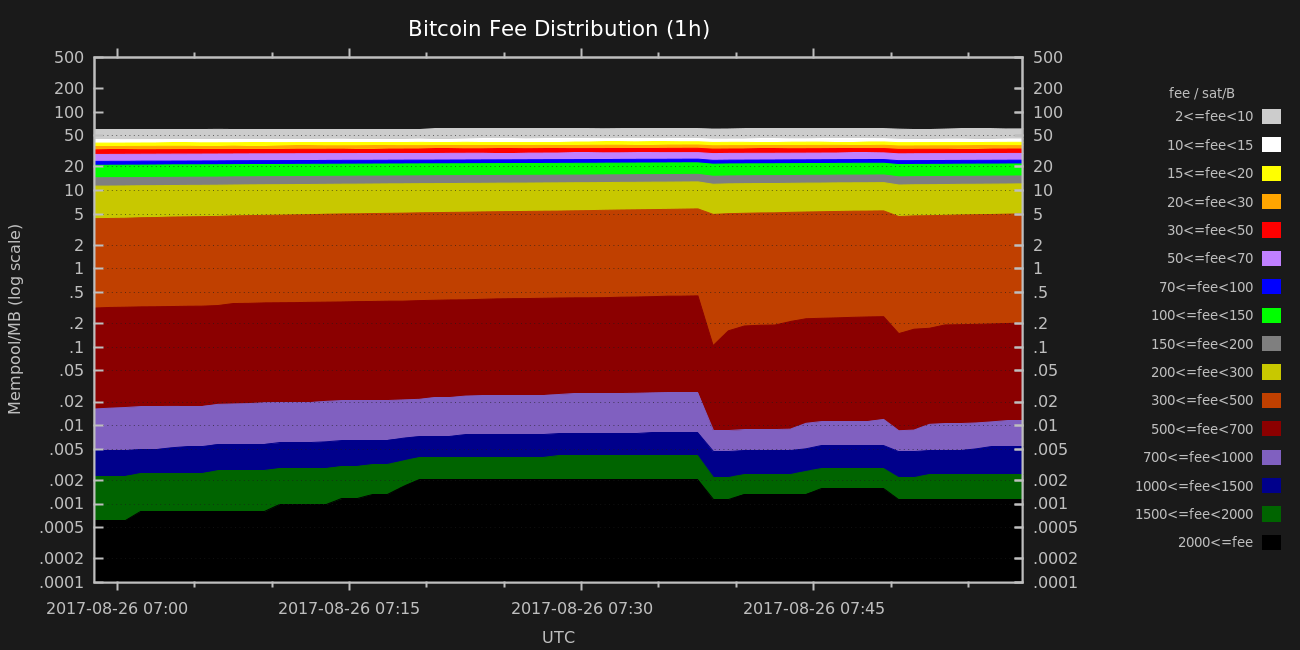 Bitcoin Fee Distribution (1h)
500 500
200 200
100 100
50 50
20 20
10 10
5 5
2 2
1 1
.5 .5
.2 .2
.1 .1
.05 .05
.02 .02
.01 .01
.005 .005
.002 .002
.001 .001
.0005 .0005
.0002 .0002
.0001 .0001
Mempool/MB (log scale)
2017-08-26 07:00 2017-08-26 07:15 2017-08-26 07:30 2017-08-26 07:45
UTC
fee / sat/B
2<=fee<10
10<=fee<15
15<=fee<20
20<=fee<30
30<=fee<50
50<=fee<70
70<=fee<100
100<=fee<150
150<=fee<200
200<=fee<300
300<=fee<500
500<=fee<700
700<=fee<1000
1000<=fee<1500
1500<=fee<2000
2000<=fee